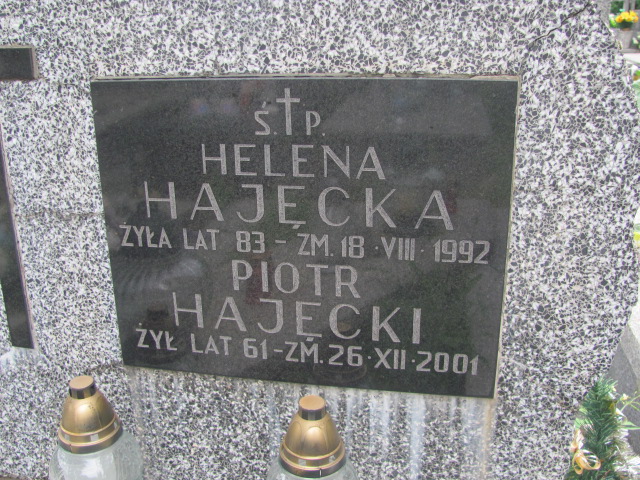 Ś.†P.
HELENA
HAJĘCKA
ŻYŁA LAT 83 - ZM. 18 · VIII · 1992
PIOTR
HAJĘCKI
ŻYŁ LAT 61 - ZM. 26 · XII · 2001